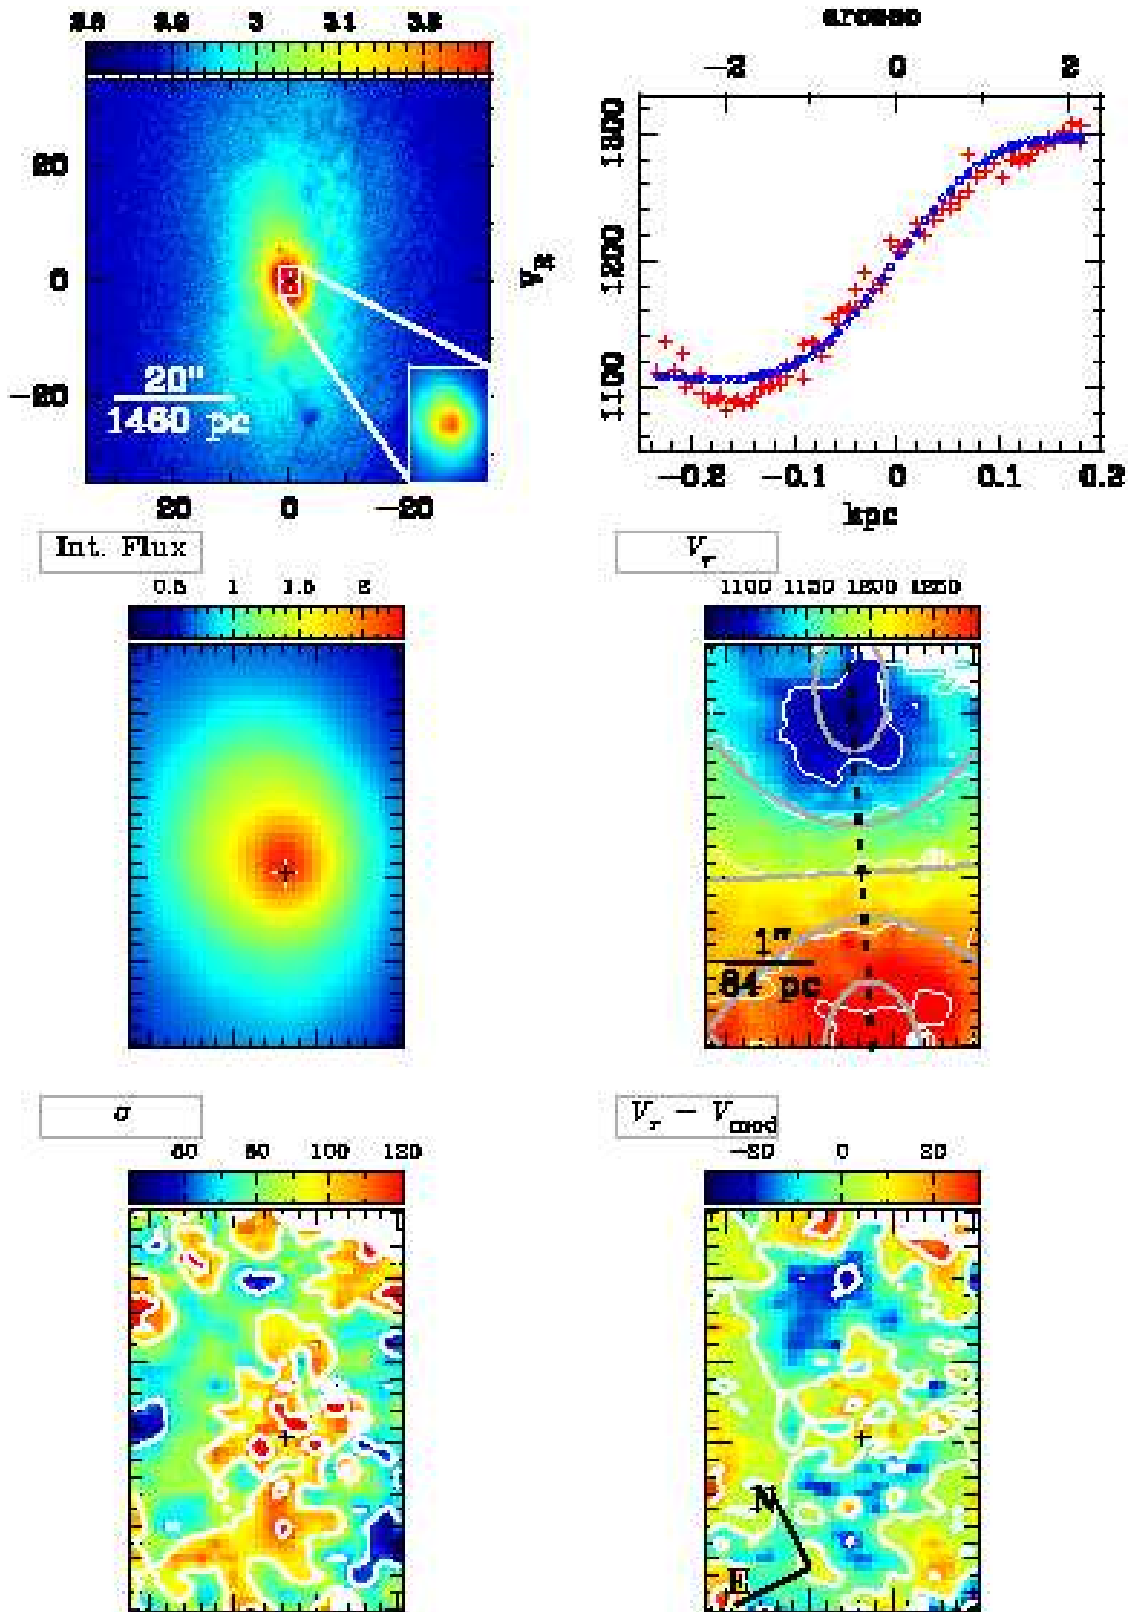 arcsec
-2 0 2
20
0
-20
20"
1460 pc
20 0 -20
V_R
1300
1200
1100
-0.2 -0.1 0 0.1 0.2
kpc
Int. Flux
0.5 1 1.5 2
V_r
1100 1150 1200 1250
1"
84 pc
σ
60 80 100 120
V_r − V_mod
-20 0 20
N
E